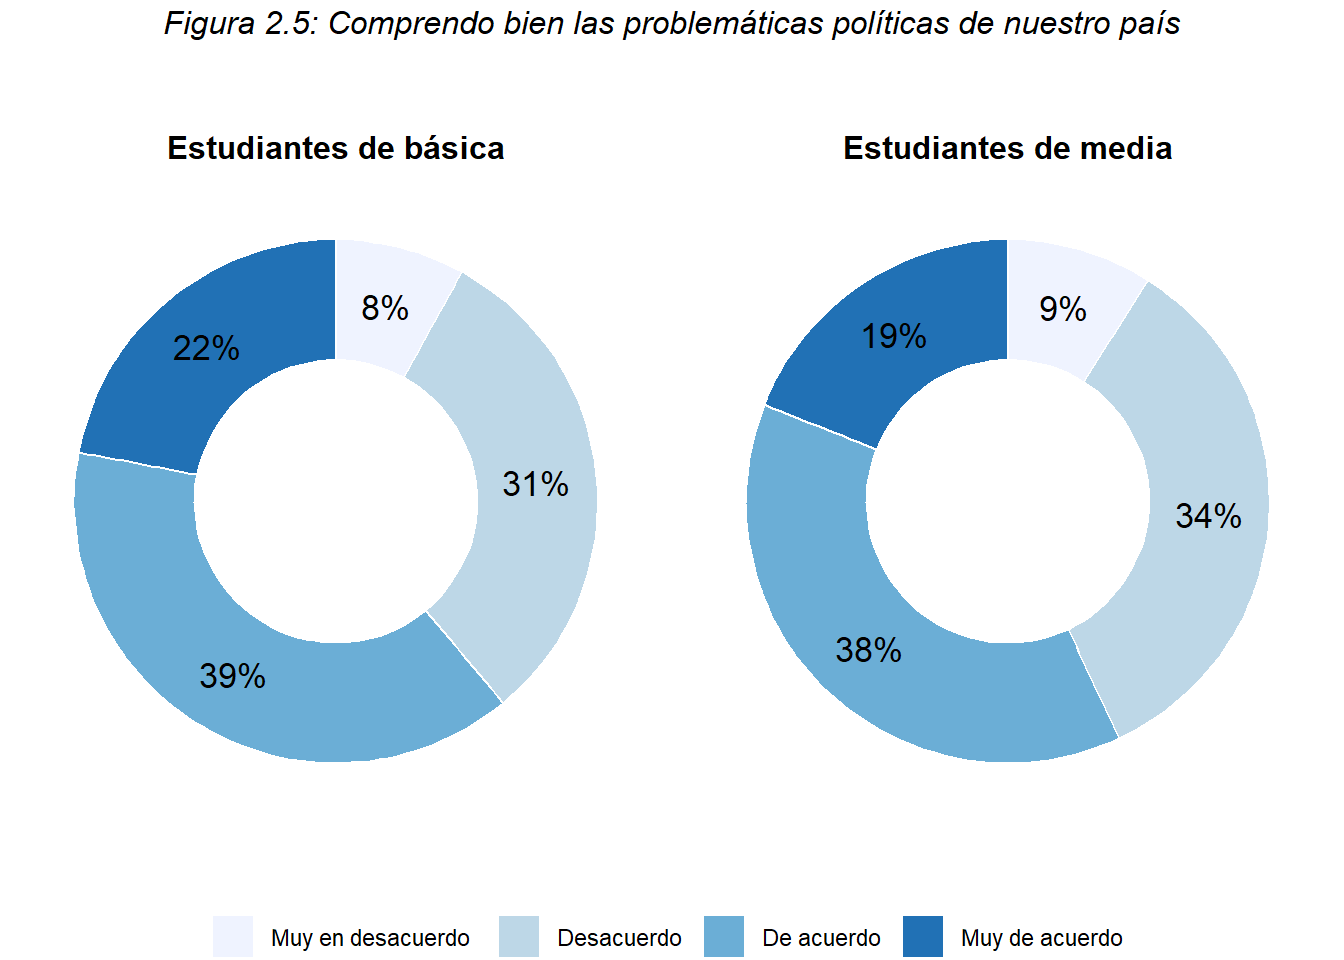 Figura 2.5: Comprendo bien las problemáticas políticas de nuestro país
Estudiantes de básica
8%
22%
31%
39%
Estudiantes de media
9%
19%
34%
38%
Muy en desacuerdo
Desacuerdo
De acuerdo
Muy de acuerdo